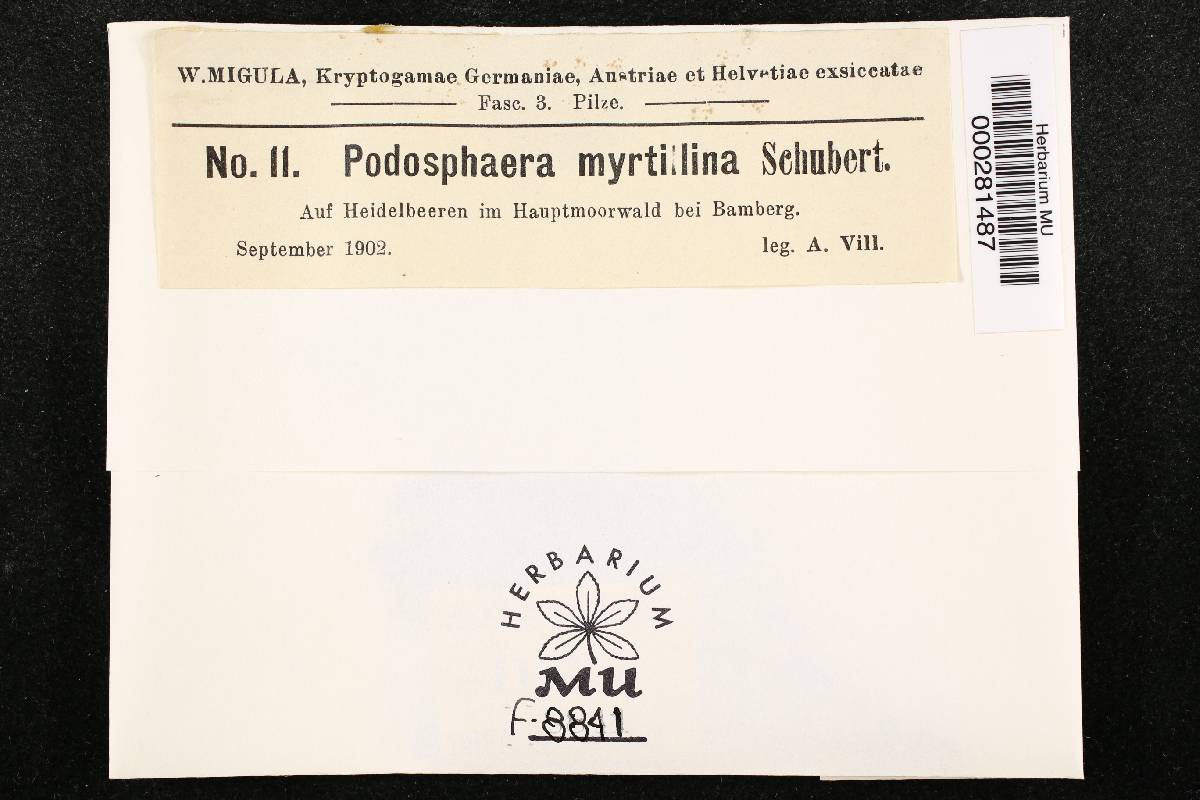 W.MIGULA, Kryptogamae Germaniae, Austriae et Helvetiae exsiccatae
Fasc. 3. Pilze.
No. 11. Podosphaera myrtillina Schubert.
Auf Heidelbeeren im Hauptmoorwald bei Bamberg.
September 1902. leg. A. Vill.
Herbarium MU
000281487
HERBARIUM
MU
F-8841